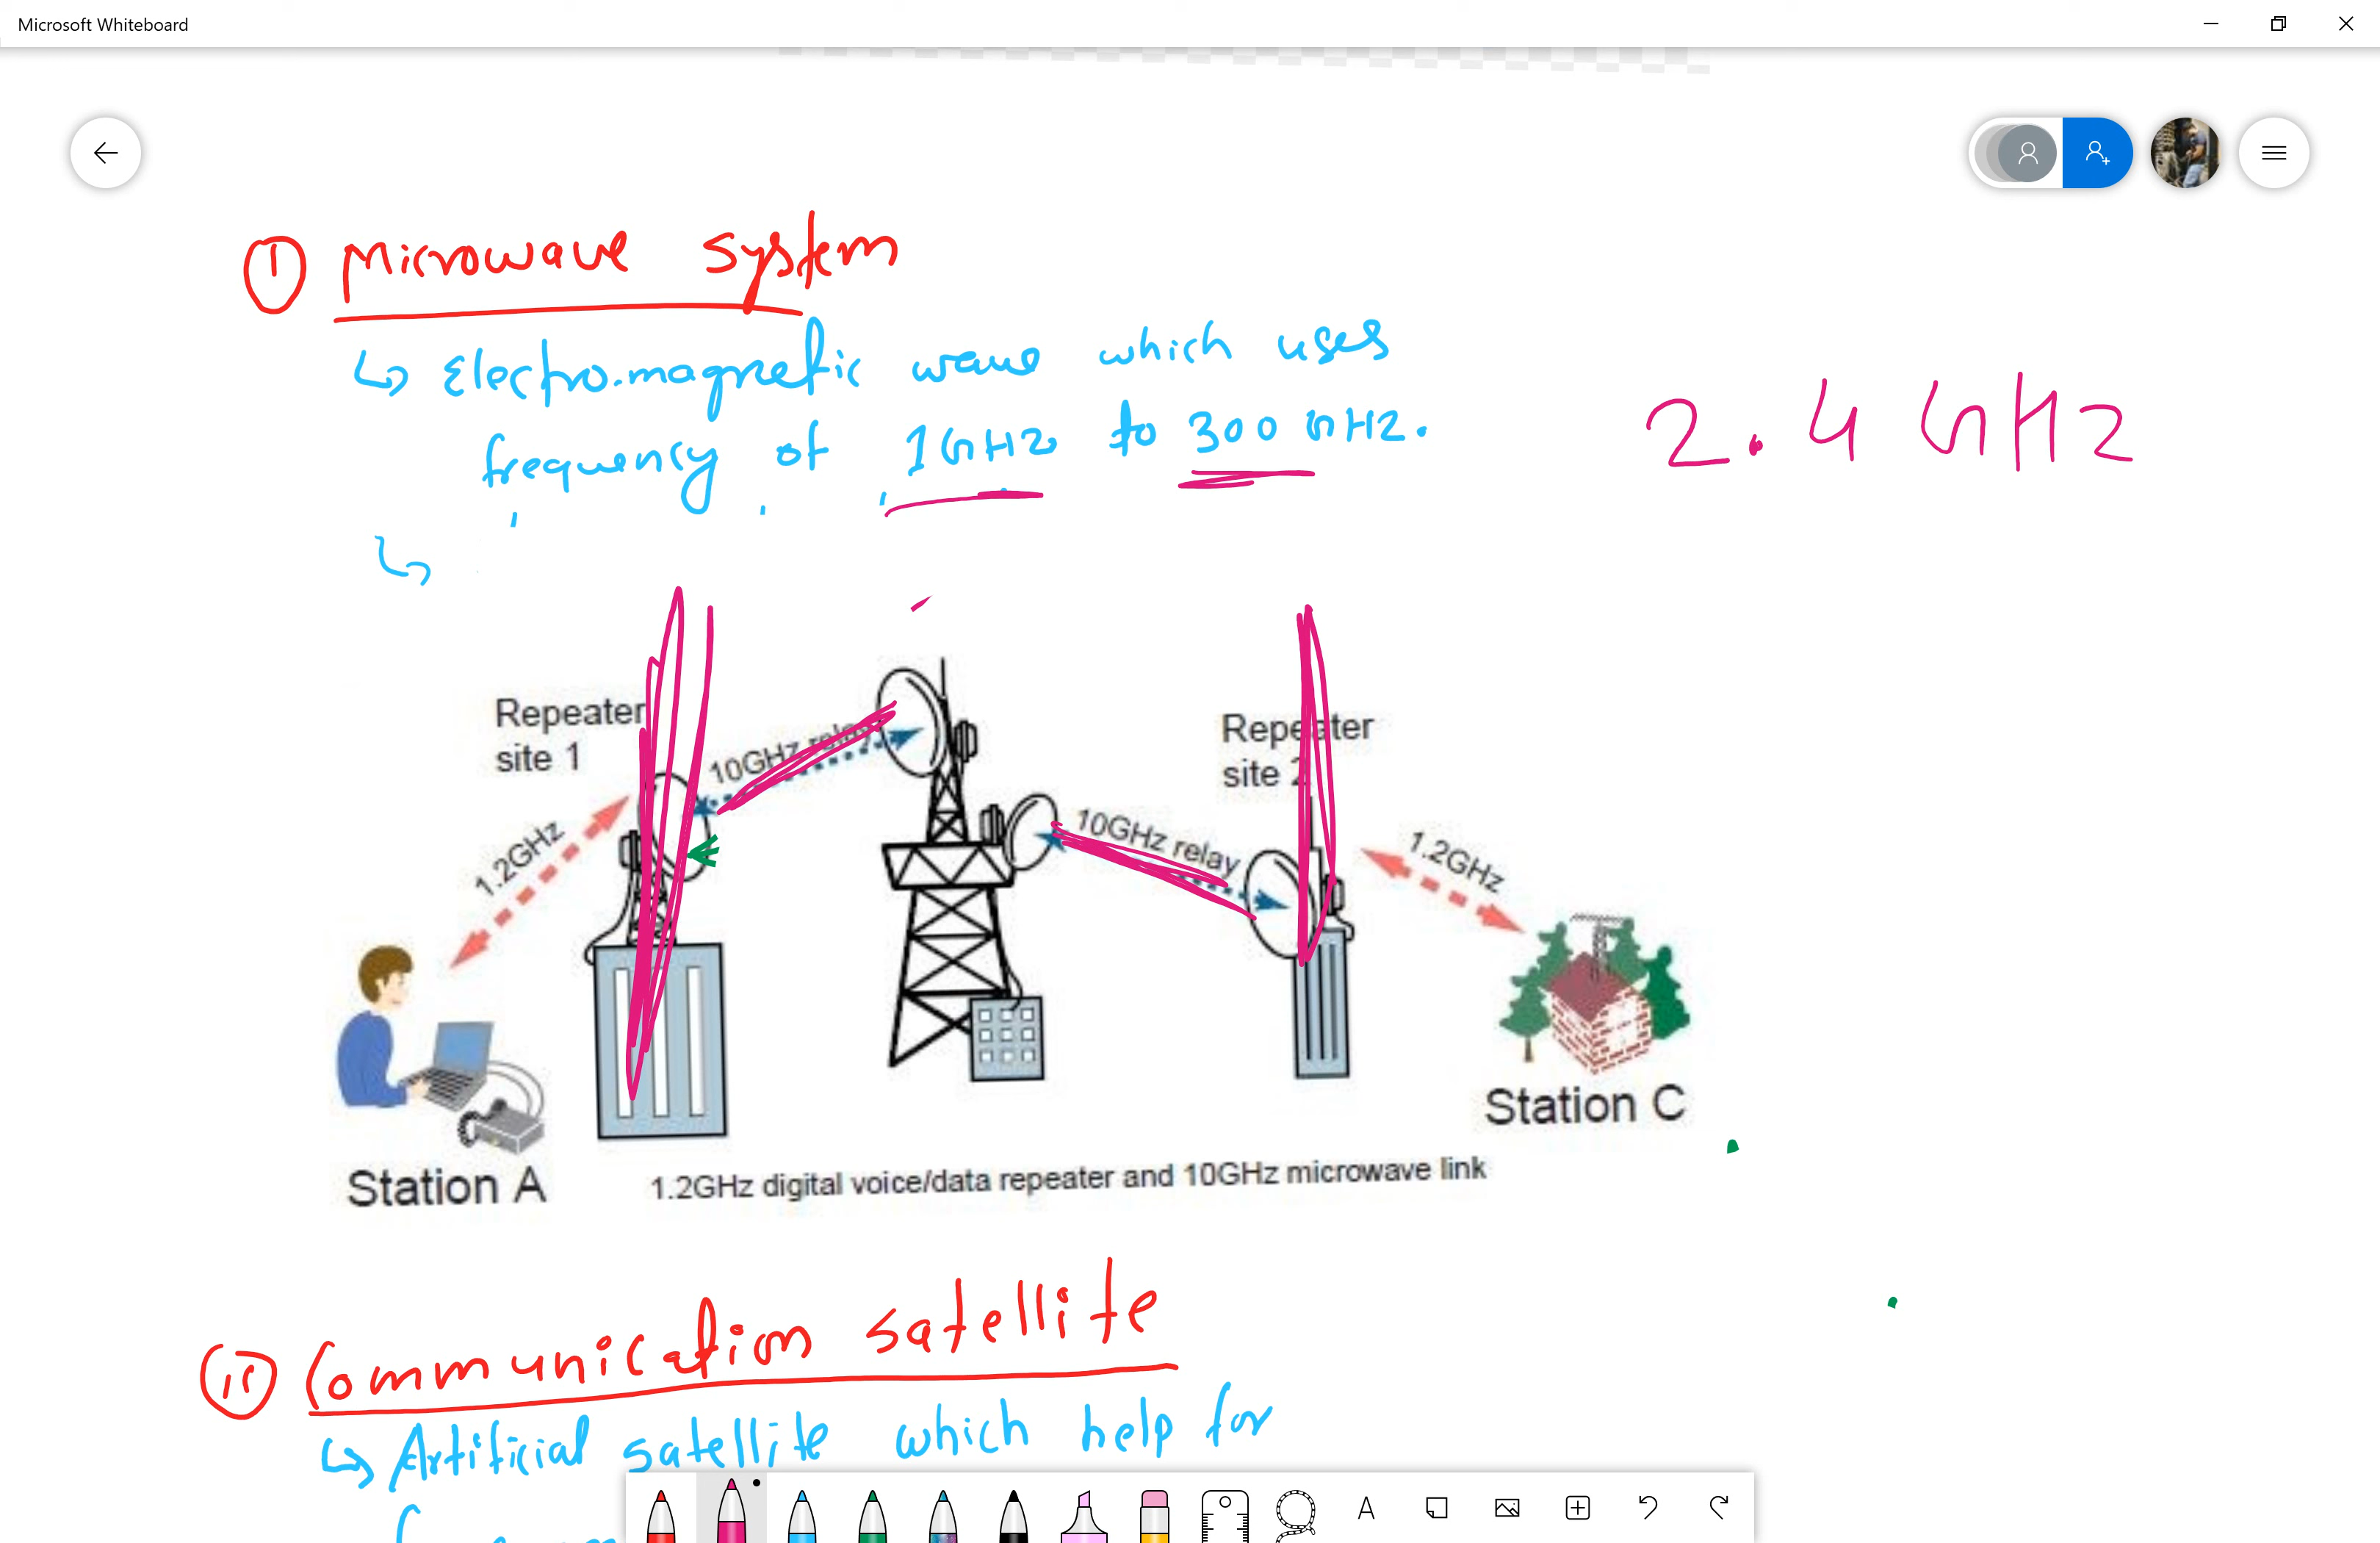 Microsoft Whiteboard
① Microwave system
↳ Electro.magnetic wave which uses
frequency of 1GHz to 300 GHz.
2.4 GHz
↳
Repeater
site 1
10GHz relay
Repeater
site 2
1.2GHz
10GHz relay
1.2GHz
Station C
Station A
1.2GHz digital voice/data repeater and 10GHz microwave link
(ii) Communication satellite
↳ Artificial satellite which help for
A